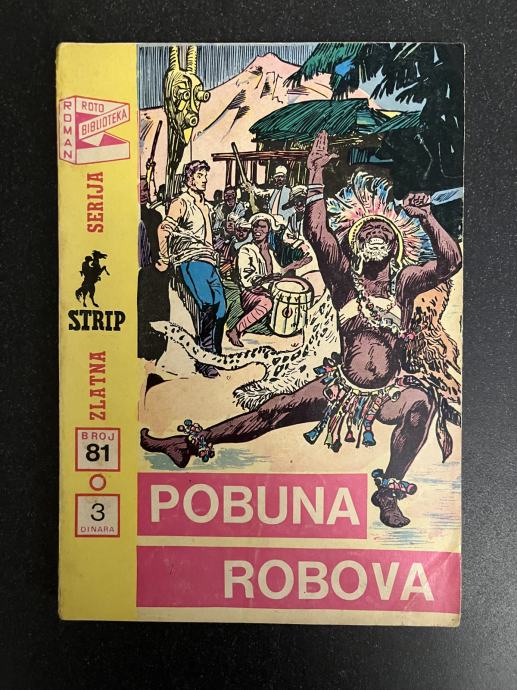 ROMAN
ROTO
BIBLIOTEKA
ZLATNA SERIJA
STRIP
BROJ
81
3
DINARA
POBUNA
ROBOVA